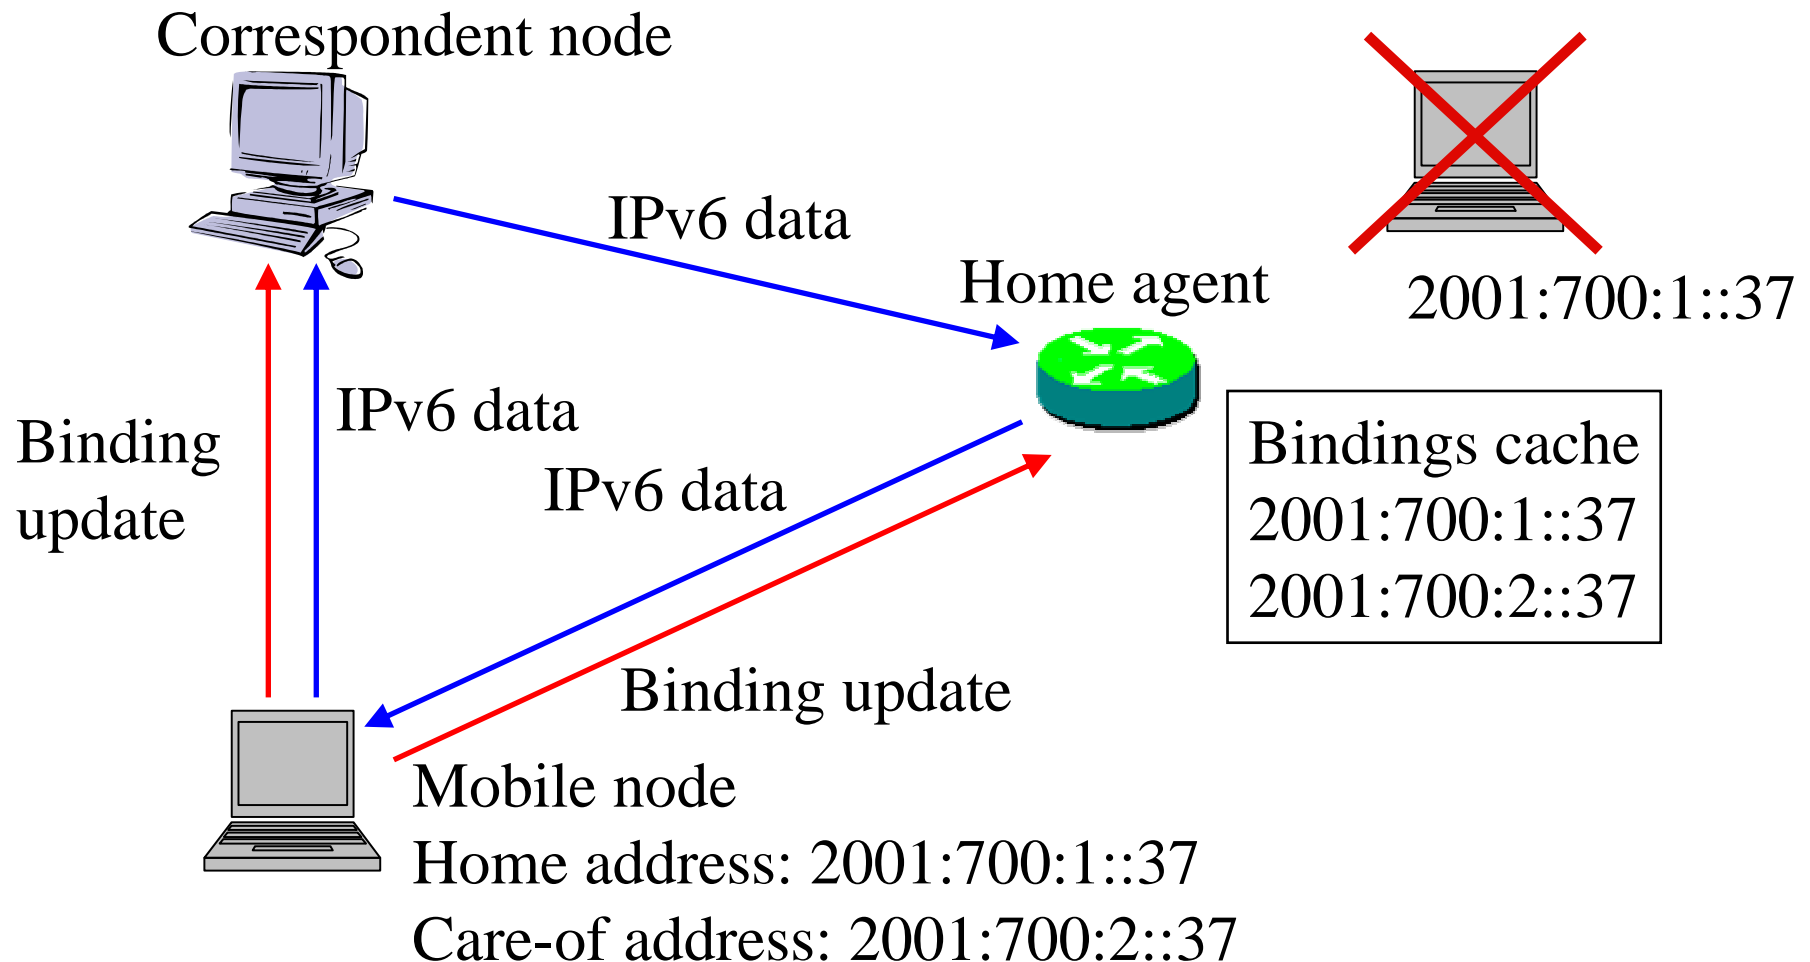 Correspondent node
IPv6 data
Home agent
2001:700:1::37
Binding
update
IPv6 data
IPv6 data
Bindings cache
2001:700:1::37
2001:700:2::37
Binding update
Mobile node
Home address: 2001:700:1::37
Care-of address: 2001:700:2::37